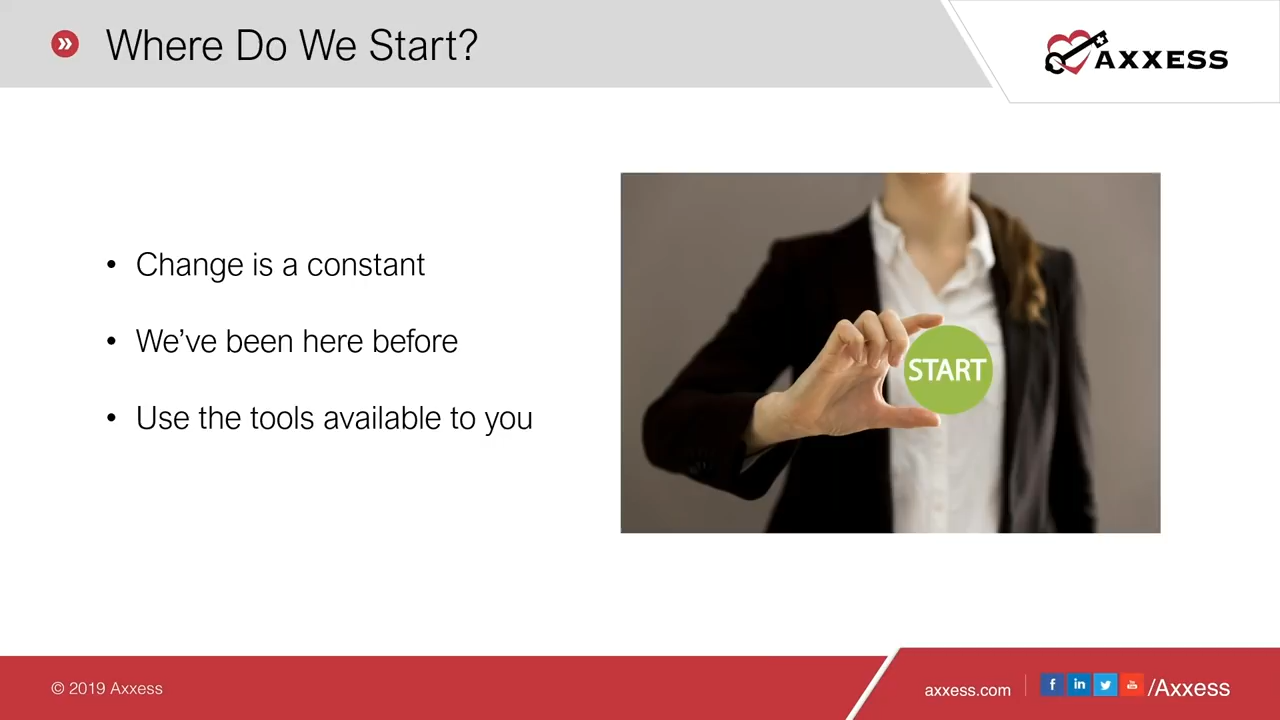 Where Do We Start?
AXXESS
• Change is a constant
• We’ve been here before
• Use the tools available to you
START
© 2019 Axxess
axxess.com
/Axxess